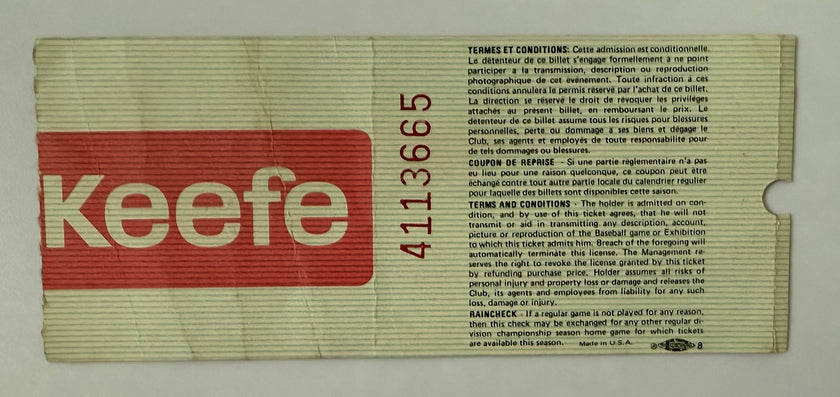 Keefe
4113665
TERMES ET CONDITIONS: Cette admission est conditionnelle.
Le détenteur de ce billet s'engage formellement à ne point
participer à la transmission, description ou reproduction
photographique de cet événement. Toute infraction à ces
conditions annulera le permis réservé par l'achat de ce billet.
La direction se réserve le droit de révoquer les privilèges
attachés au présent billet, en remboursant le prix. Le
détenteur de ce billet assume tous les risques pour blessures
personnelles, perte ou dommage à ses biens et dégage le
Club, ses agents et employés de toute responsabilité pour
de tels dommages ou blessures.
COUPON DE REPRISE - Si une partie réglementaire n'a pas
eu lieu pour une raison quelconque, ce coupon peut être
échangé contre tout autre partie locale du calendrier régulier
pour laquelle des billets sont disponibles cette saison.
TERMS AND CONDITIONS - The holder is admitted on con-
dition, and by use of this ticket agrees, that he will not
transmit or aid in transmitting any description, account,
picture or reproduction of the Baseball game or Exhibition
to which this ticket admits him. Breach of the foregoing will
automatically terminate this license. The Management re-
serves the right to revoke the license granted by this ticket
by refunding purchase price. Holder assumes all risks of
personal injury and property loss or damage and releases the
Club, its agents and employees from liability for any such
loss, damage or injury.
RAINCHECK - If a regular game is not played for any reason,
then this check may be exchanged for any other regular di-
vision championship season home game for which tickets
are available this season. Made in U.S.A. 8